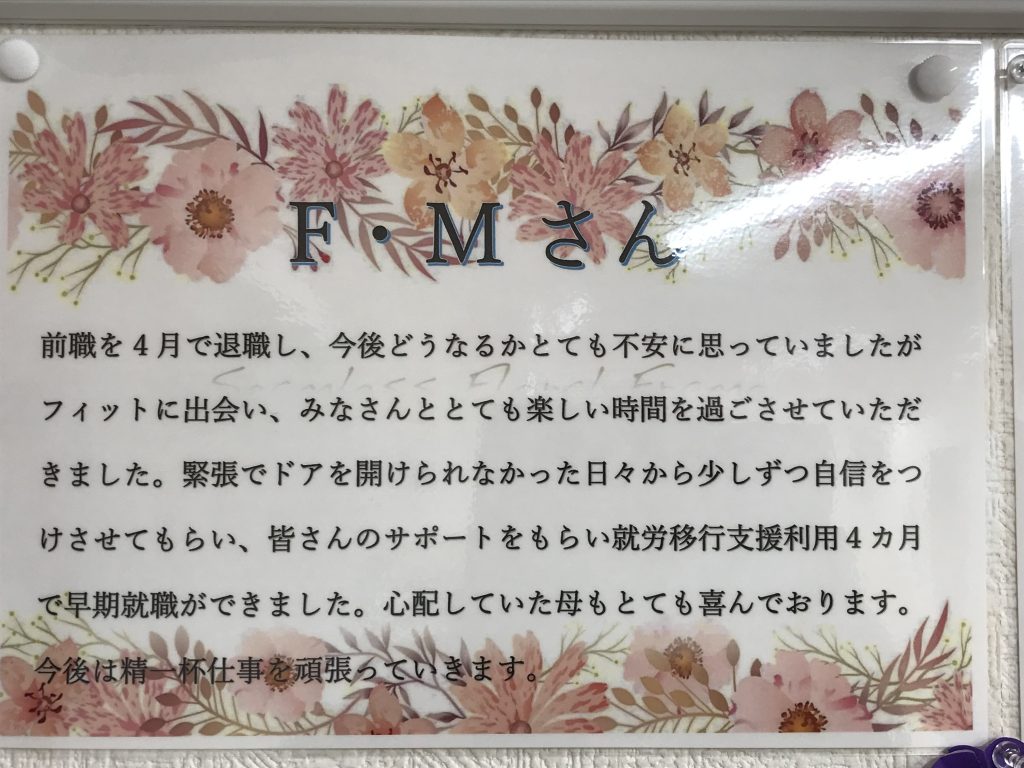 F・Mさん
前職を4月で退職し、今後どうなるかとても不安に思っていましたが
フィットに出会い、みなさんととても楽しい時間を過ごさせていただ
きました。緊張でドアを開けられなかった日々から少しずつ自信をつ
けさせてもらい、皆さんのサポートをもらい就労移行支援利用4カ月
で早期就職ができました。心配していた母もとても喜んでおります。
今後は精一杯仕事を頑張っていきます。